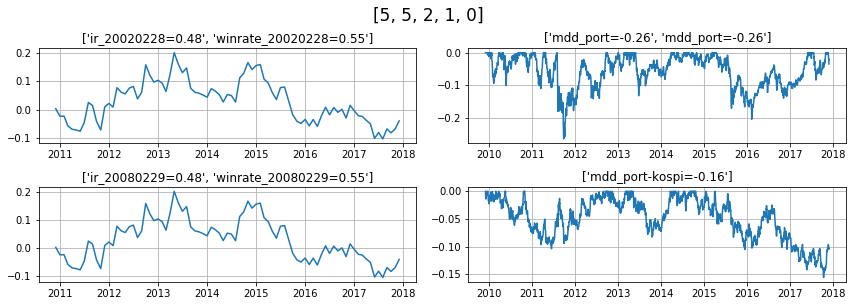 [5, 5, 2, 1, 0]
['ir_20020228=0.48', 'winrate_20020228=0.55']
0.2
0.1
0.0
−0.1
2011 2012 2013 2014 2015 2016 2017 2018
['mdd_port=-0.26', 'mdd_port=-0.26']
0.0
−0.1
−0.2
2010 2011 2012 2013 2014 2015 2016 2017 2018
['ir_20080229=0.48', 'winrate_20080229=0.55']
0.2
0.1
0.0
−0.1
2011 2012 2013 2014 2015 2016 2017 2018
['mdd_port-kospi=-0.16']
0.00
−0.05
−0.10
−0.15
2010 2011 2012 2013 2014 2015 2016 2017 2018